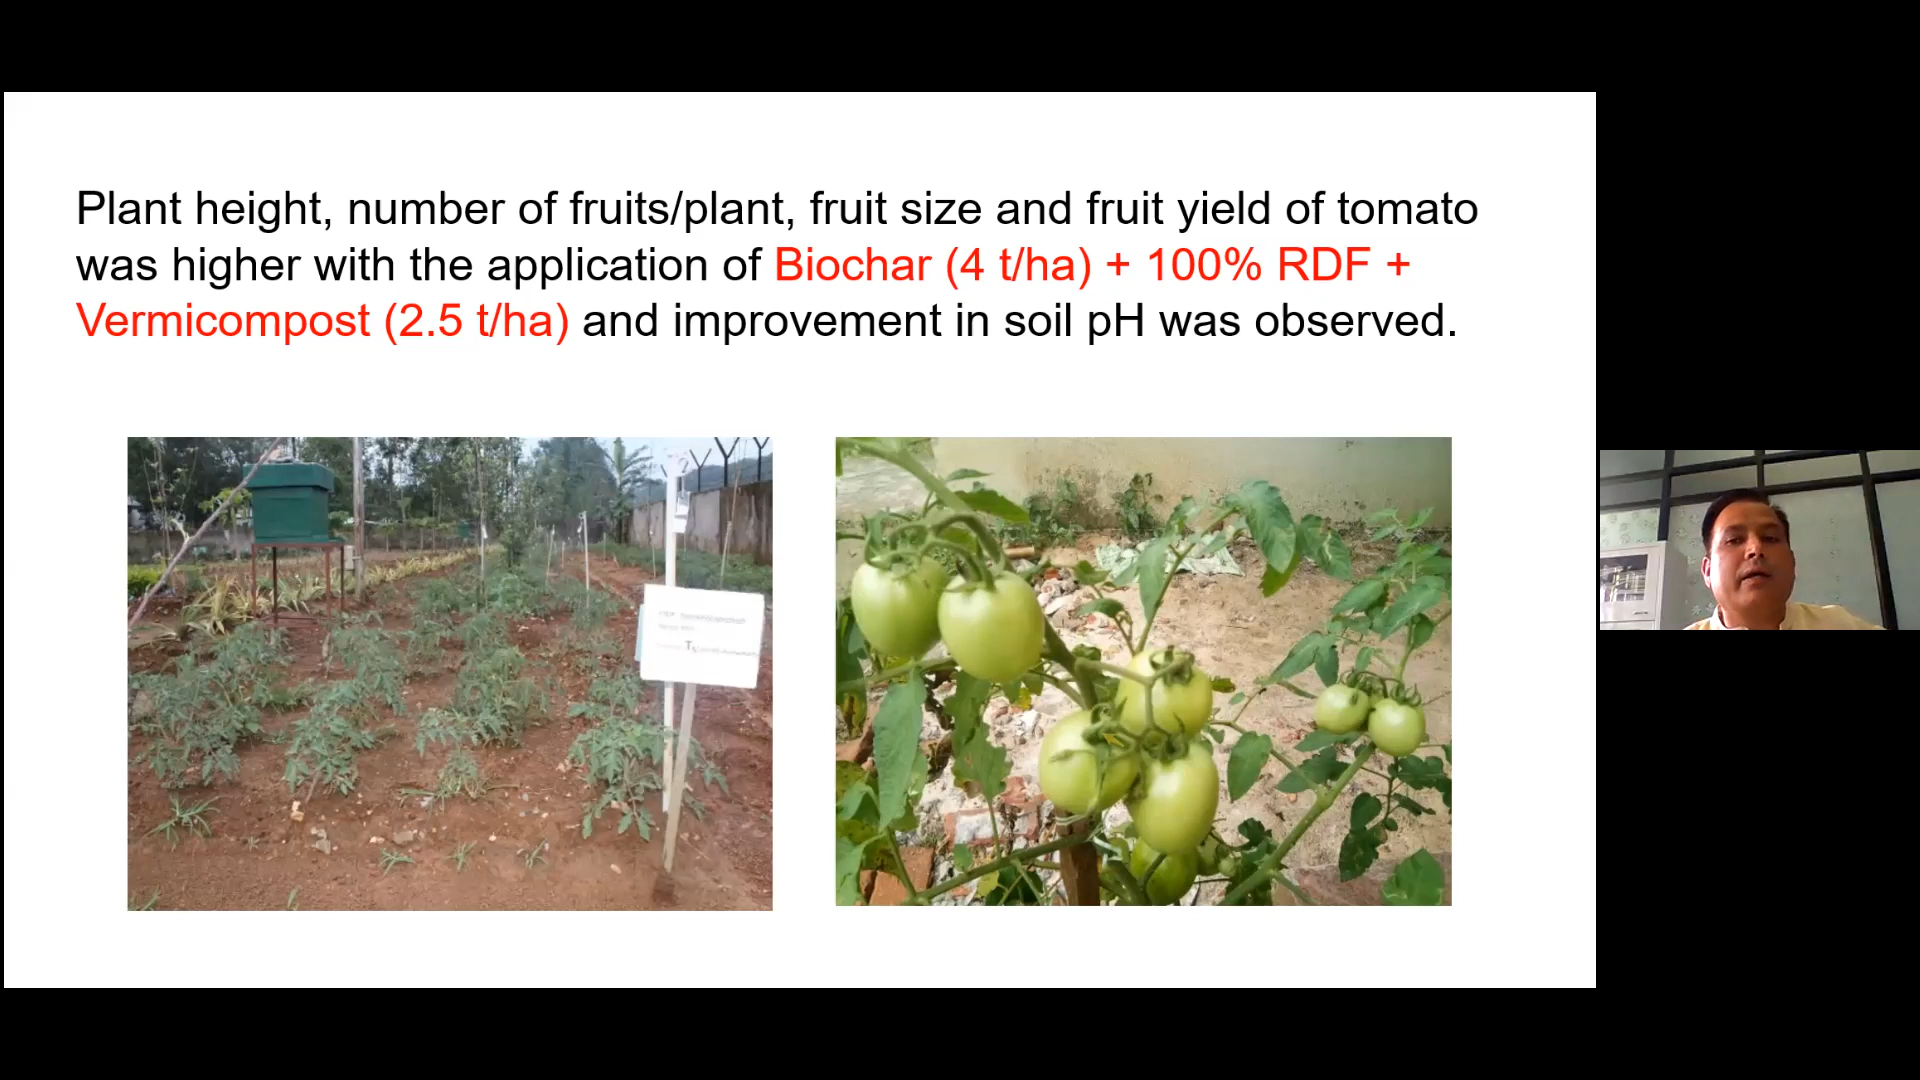 Plant height, number of fruits/plant, fruit size and fruit yield of tomato
was higher with the application of Biochar (4 t/ha) + 100% RDF +
Vermicompost (2.5 t/ha) and improvement in soil pH was observed.